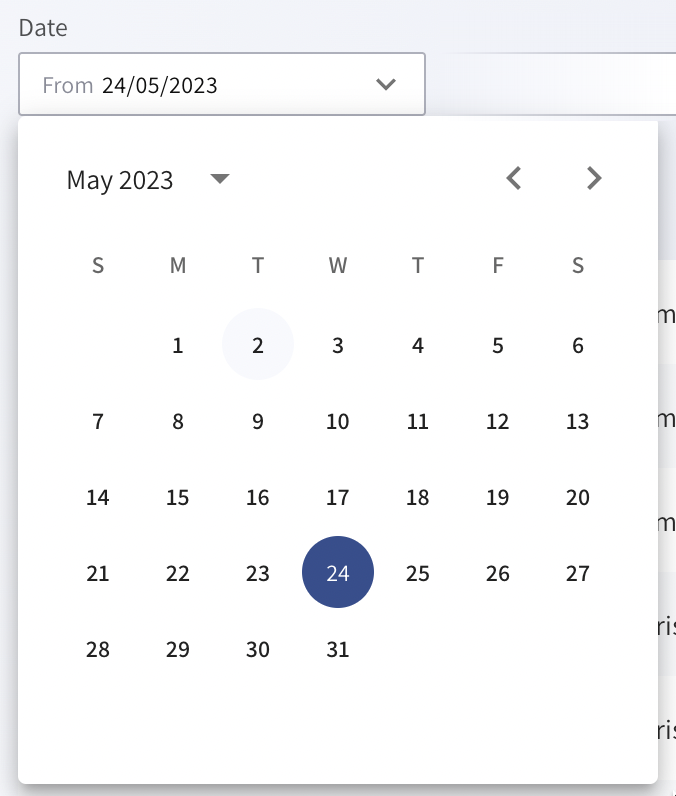 Date
From 24/05/2023
May 2023
S M T W T F S
1 2 3 4 5 6
7 8 9 10 11 12 13
14 15 16 17 18 19 20
21 22 23 24 25 26 27
28 29 30 31